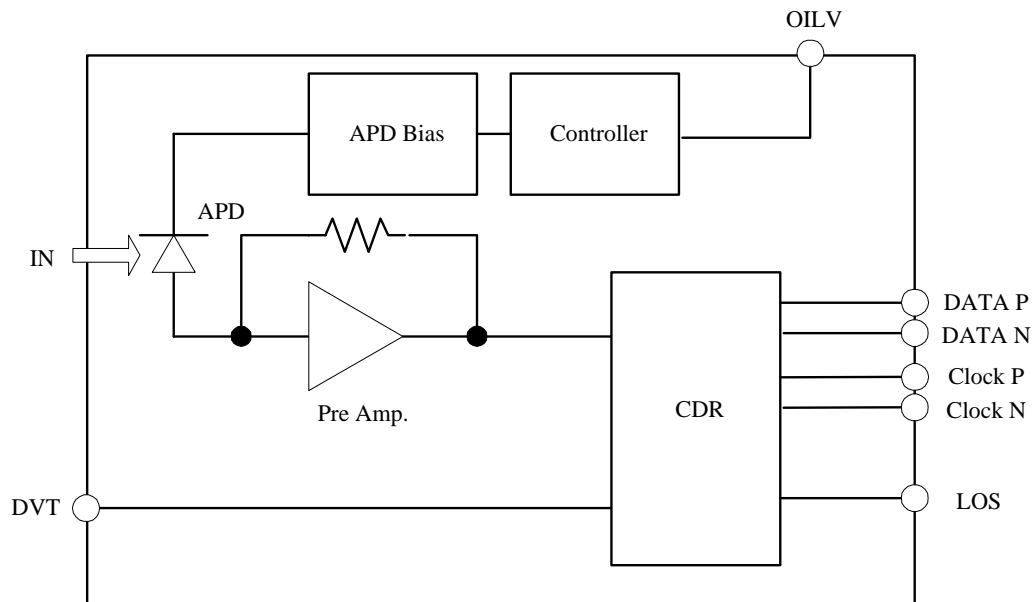 OILV
APD Bias
Controller
APD
IN
DATA P
DATA N
Clock P
Clock N
CDR
Pre Amp.
DVT
LOS